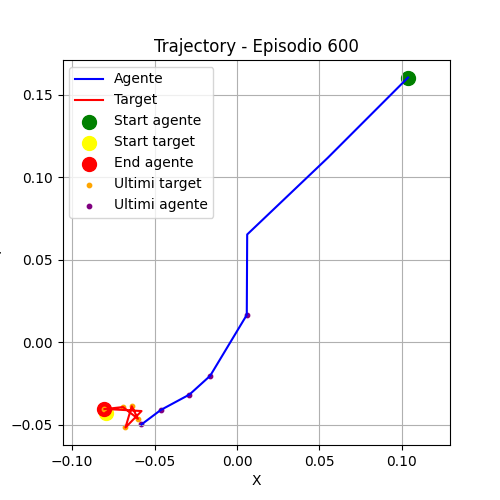 Trajectory - Episodio 600
Agente
Target
Start agente
Start target
End agente
Ultimi target
Ultimi agente
0.15
0.10
0.05
0.00
−0.05
−0.10
−0.05
0.00
0.05
0.10
X